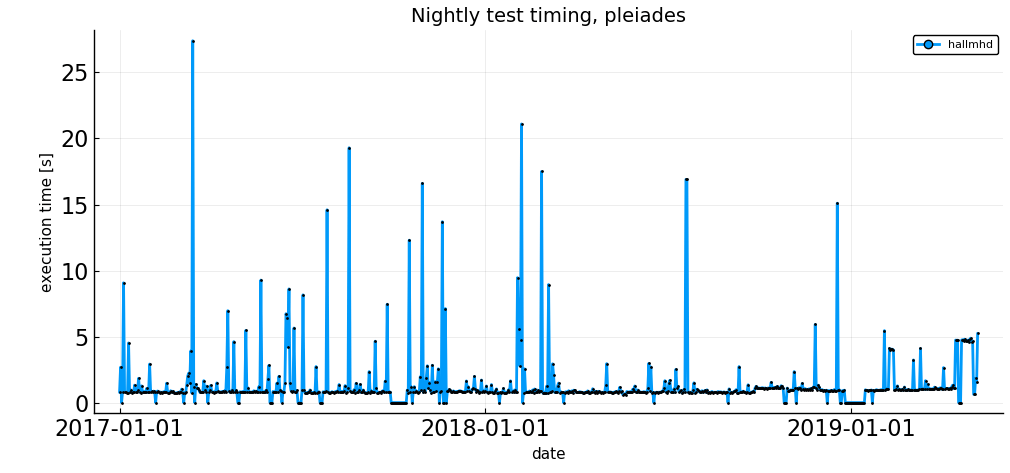 Nightly test timing, pleiades
hallmhd
execution time [s]
25
20
15
10
5
0
2017-01-01
2018-01-01
2019-01-01
date